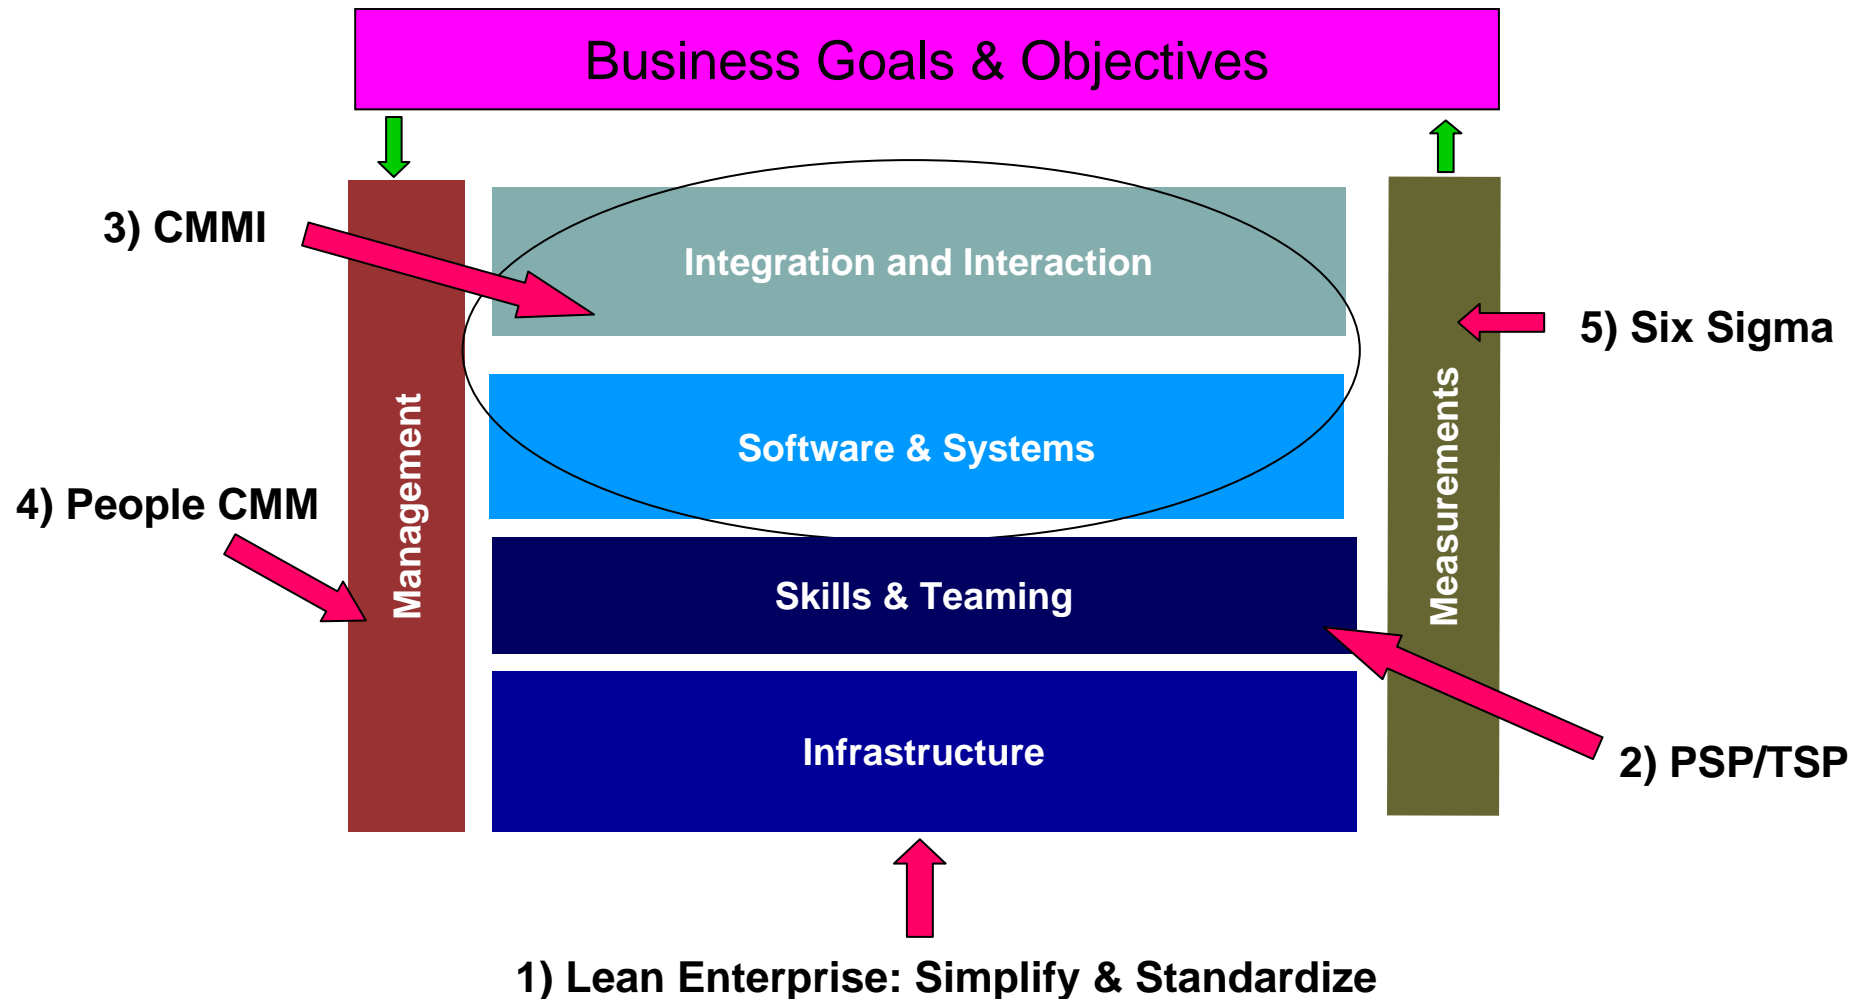 Business Goals & Objectives
3) CMMI
Integration and Interaction
5) Six Sigma
Management
Software & Systems
Measurements
4) People CMM
Skills & Teaming
Infrastructure
2) PSP/TSP
1) Lean Enterprise: Simplify & Standardize